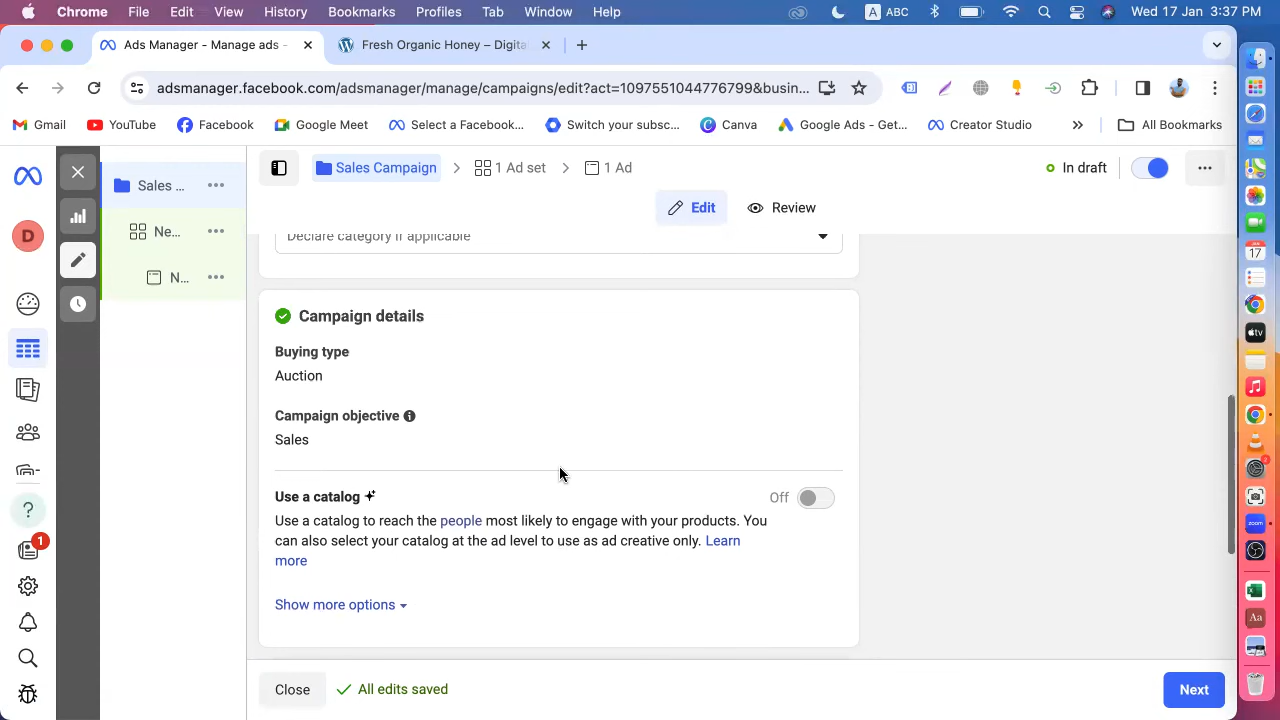 Chrome File Edit View History Bookmarks Profiles Tab Window Help A ABC Wed 17 Jan 3:37 PM
Ads Manager - Manage ads - Fresh Organic Honey – Digita
adsmanager.facebook.com/adsmanager/manage/campaigns/edit?act=1097551044776799&busin...
Gmail YouTube Facebook Google Meet Select a Facebook... Switch your subsc... Canva Google Ads - Get... Creator Studio » All Bookmarks
Sales ... Sales Campaign 1 Ad set 1 Ad In draft
D Ne... Edit Review
N... Declare category if applicable
Campaign details
Buying type
Auction
Campaign objective
Sales
Use a catalog Off
Use a catalog to reach the people most likely to engage with your products. You
can also select your catalog at the ad level to use as ad creative only. Learn
more
Show more options
Close All edits saved Next
? 1
JAN
17
tv
zoom
Aa